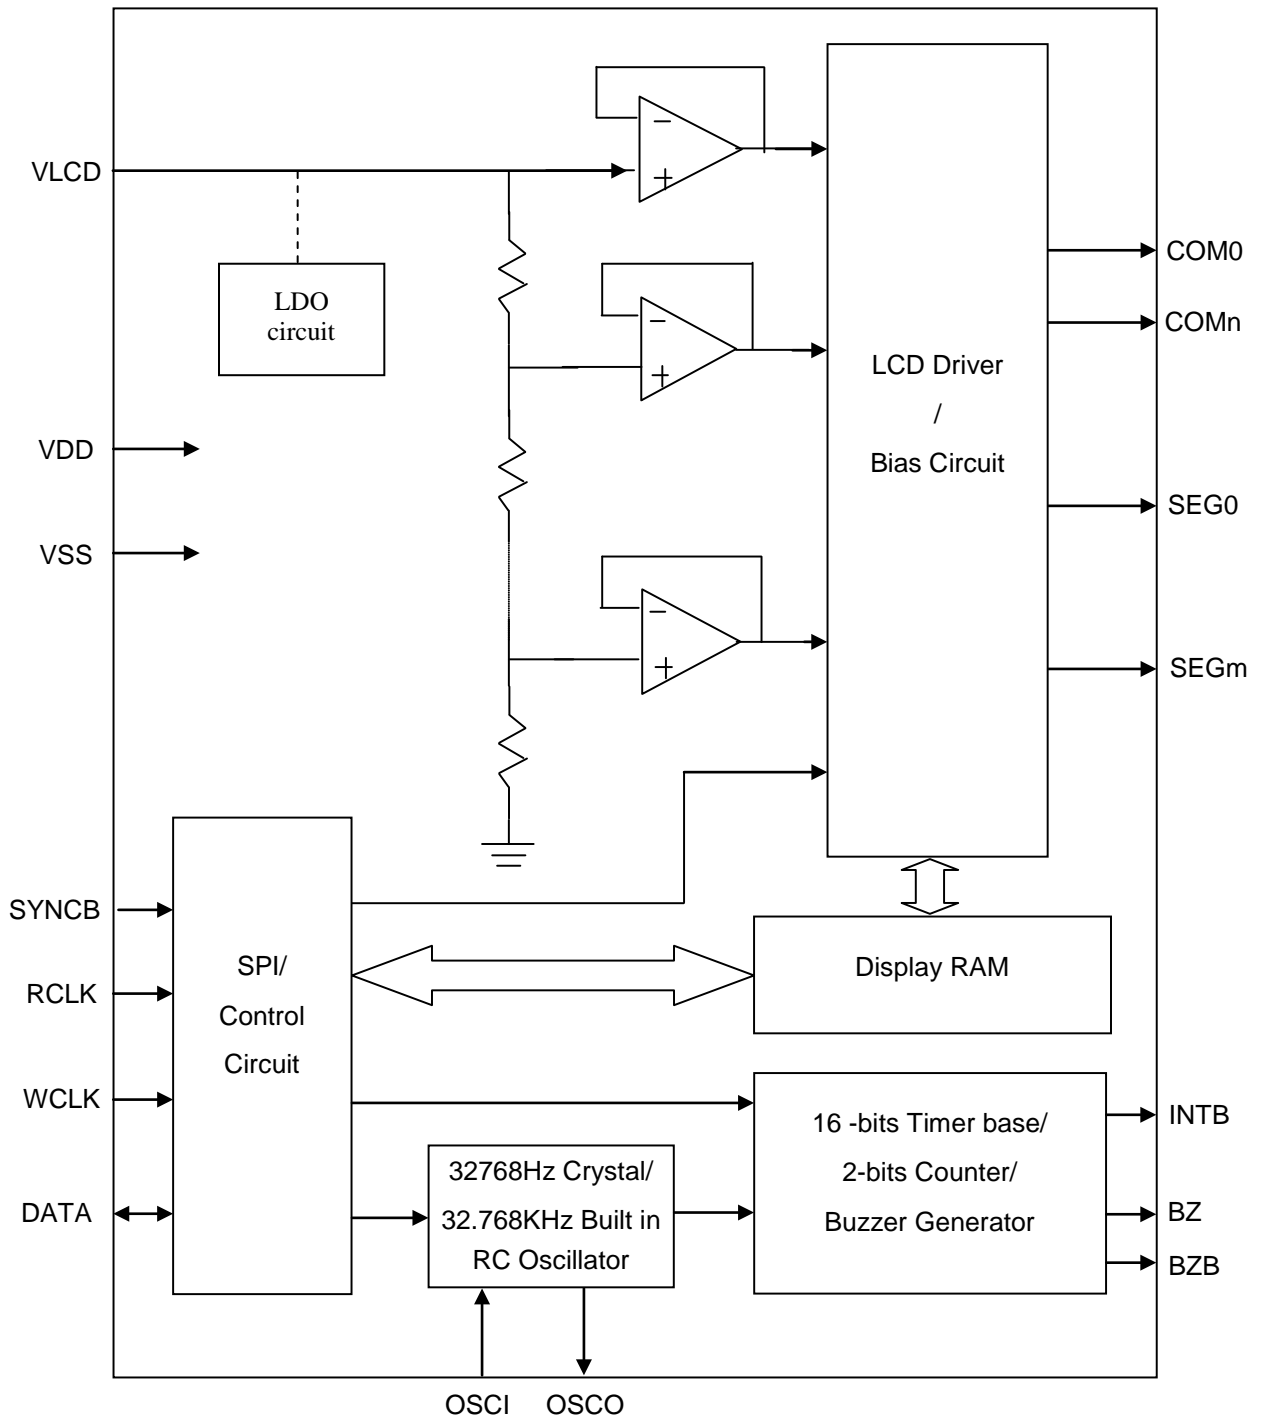 VLCD
LDO
circuit
VDD
VSS
−
+
−
+
−
+
LCD Driver
/
Bias Circuit
COM0
COMn
SEG0
SEGm
SYNCB
RCLK
WCLK
DATA
SPI/
Control
Circuit
Display RAM
32768Hz Crystal/
32.768KHz Built in
RC Oscillator
16 -bits Timer base/
2-bits Counter/
Buzzer Generator
INTB
BZ
BZB
OSCI
OSCO